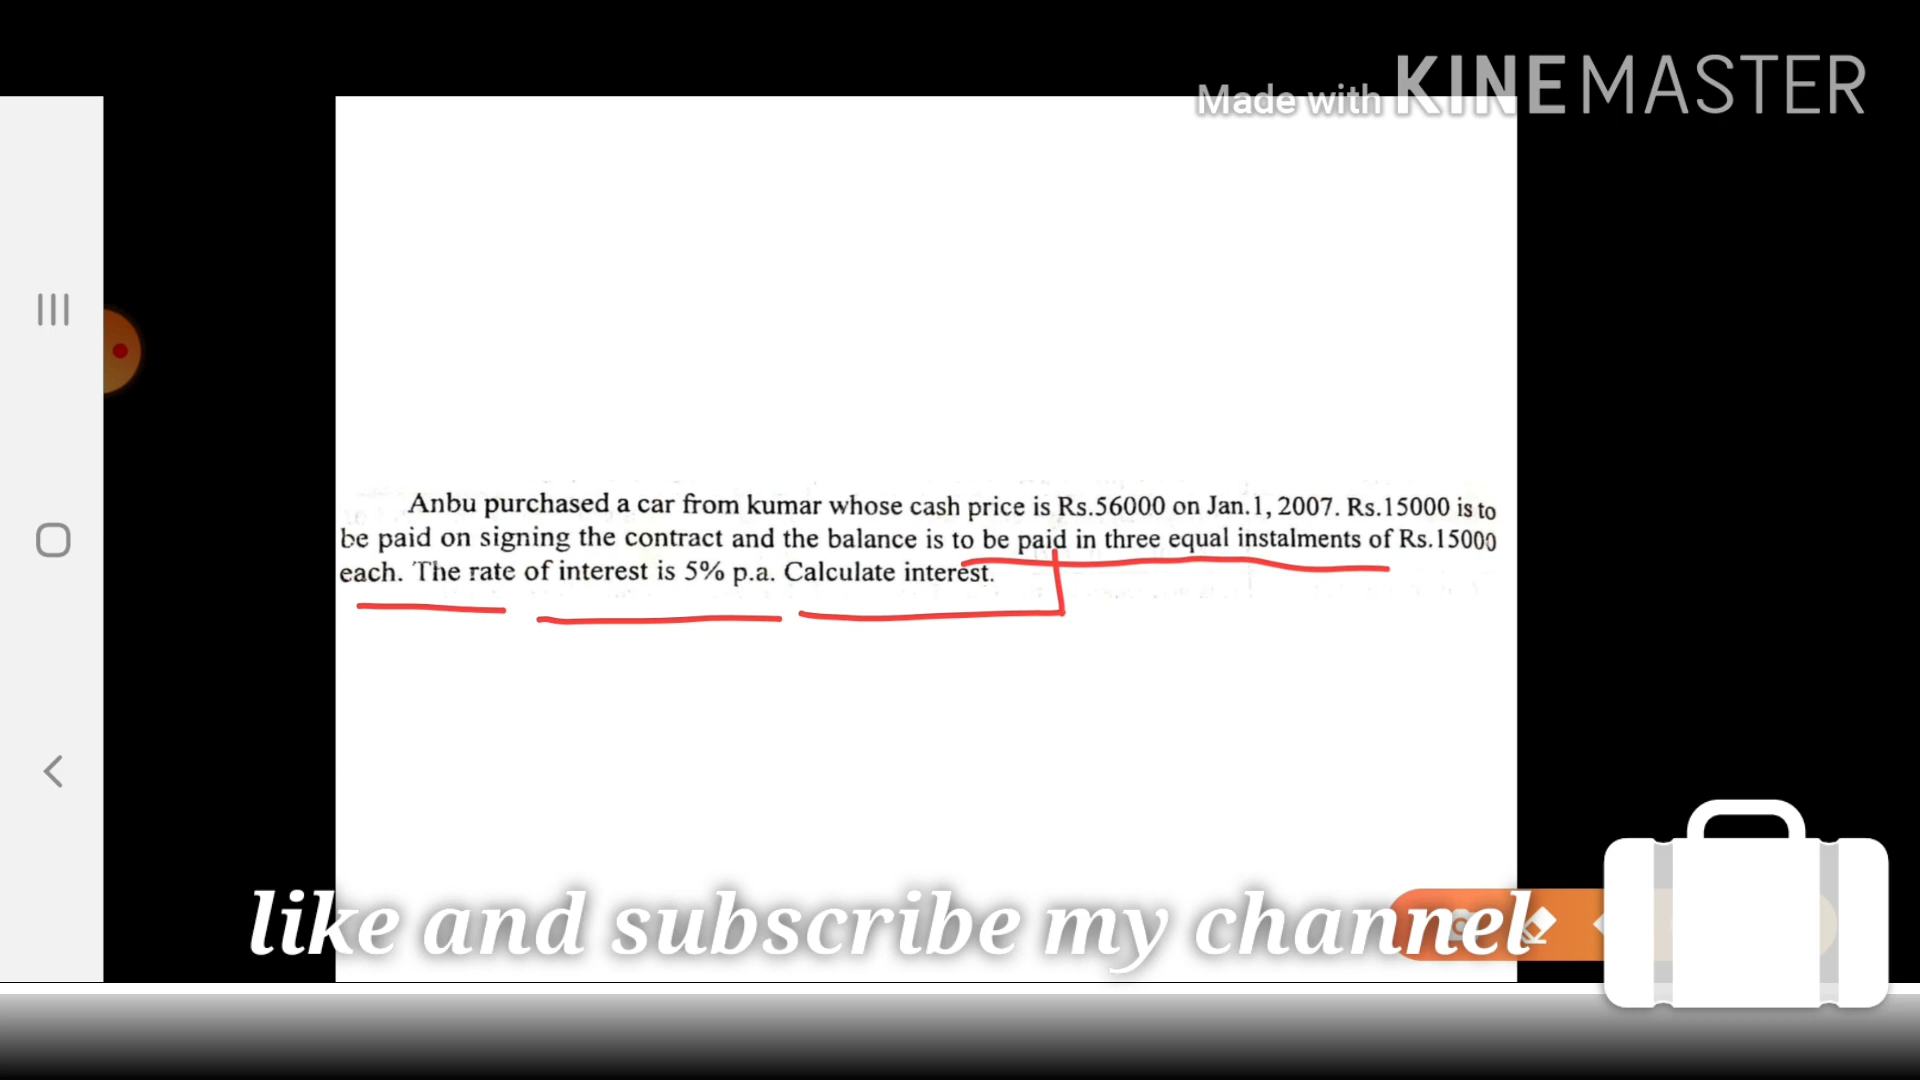 Made with KINEMASTER
Anbu purchased a car from kumar whose cash price is Rs.56000 on Jan.1, 2007. Rs.15000 is to
be paid on signing the contract and the balance is to be paid in three equal instalments of Rs.15000
each. The rate of interest is 5% p.a. Calculate interest.
like and subscribe my channel